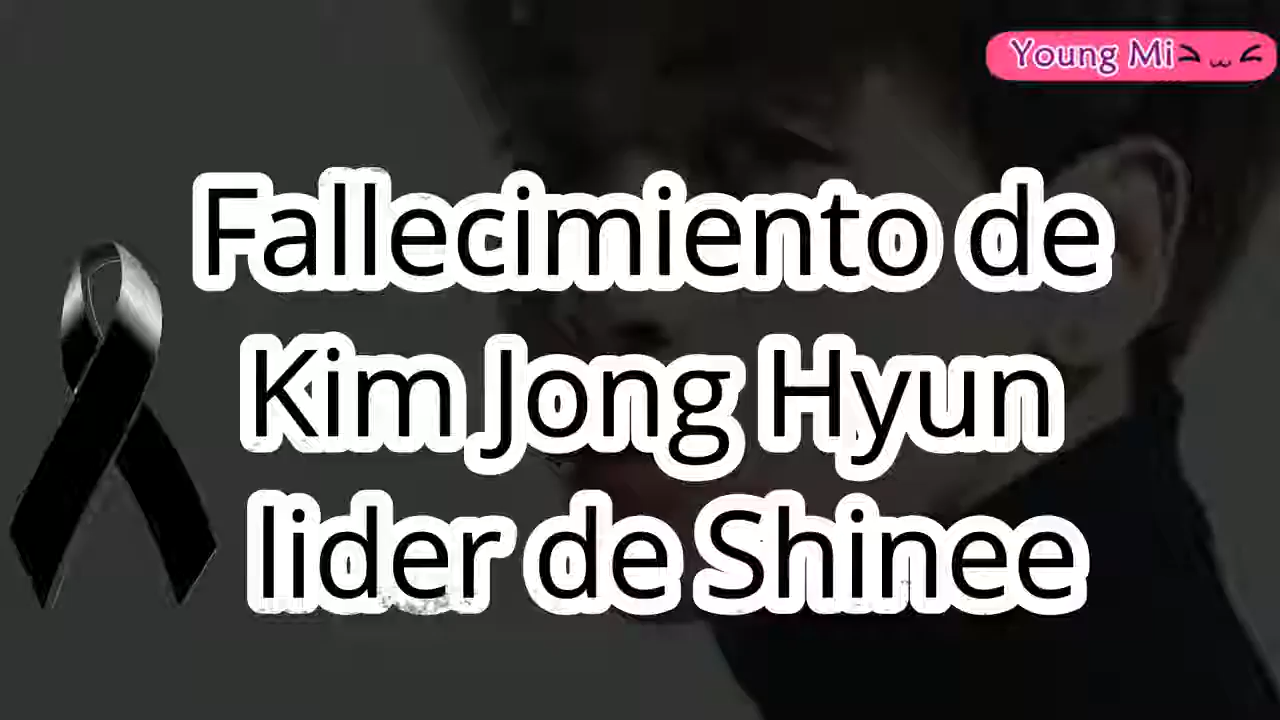 Young Mi>ω<
Fallecimiento de
Kim Jong Hyun
lider de Shinee